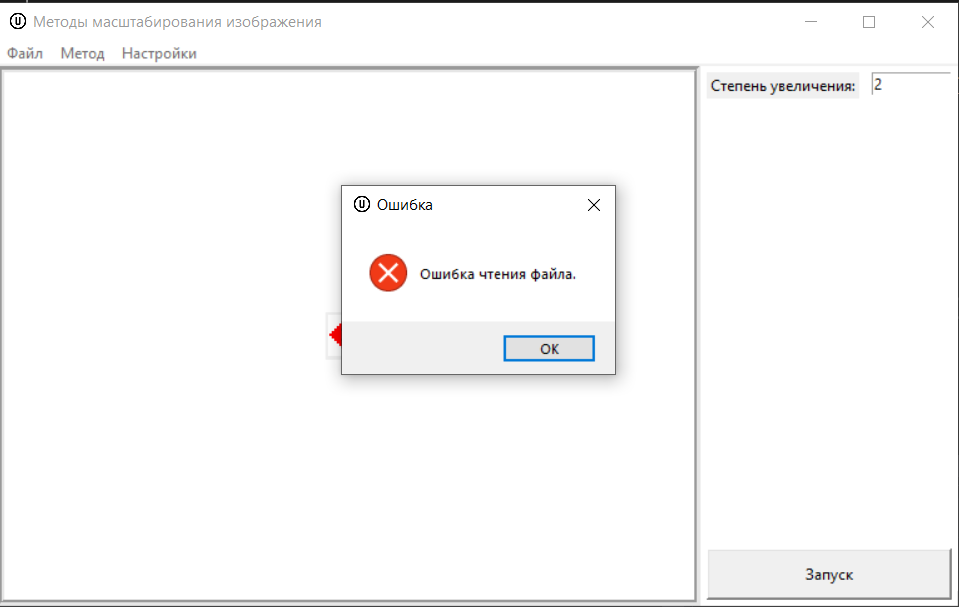 Методы масштабирования изображения
Файл Метод Настройки
Степень увеличения: 2
Ошибка
Ошибка чтения файла.
OK
Запуск